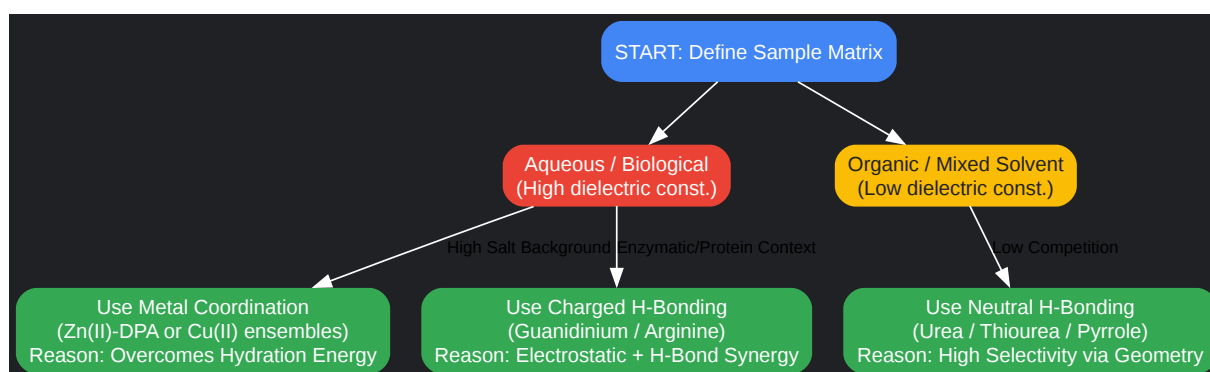 START: Define Sample Matrix
Aqueous / Biological
(High dielectric const.)
Organic / Mixed Solvent
(Low dielectric const.)
High Salt Background
Enzymatic/Protein Context
Low Competition
Use Metal Coordination
(Zn(II)-DPA or Cu(II) ensembles)
Reason: Overcomes Hydration Energy
Use Charged H-Bonding
(Guanidinium / Arginine)
Reason: Electrostatic + H-Bond Synergy
Use Neutral H-Bonding
(Urea / Thiourea / Pyrrole)
Reason: High Selectivity via Geometry